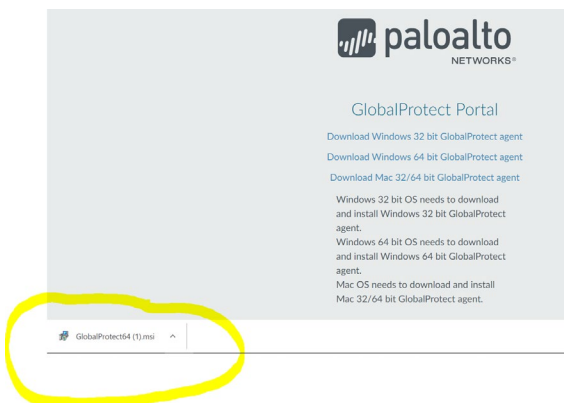 paloalto
NETWORKS®
GlobalProtect Portal
Download Windows 32 bit GlobalProtect agent
Download Windows 64 bit GlobalProtect agent
Download Mac 32/64 bit GlobalProtect agent
Windows 32 bit OS needs to download
and install Windows 32 bit GlobalProtect
agent.
Windows 64 bit OS needs to download
and install Windows 64 bit GlobalProtect
agent.
Mac OS needs to download and install
Mac 32/64 bit GlobalProtect agent.
GlobalProtect64 (1).msi